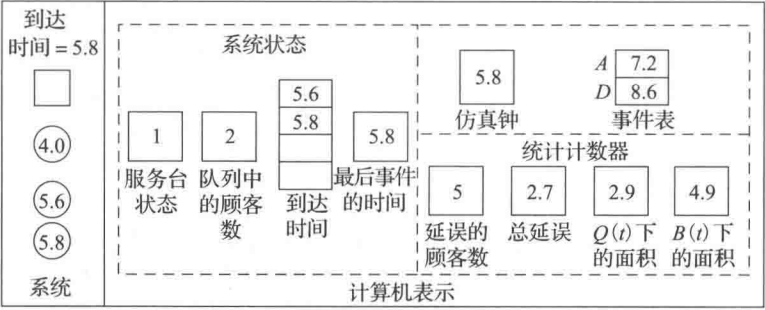 到达
时间=5.8
4.0
5.6
5.8
系统
系统状态
1
服务台
状态
2
队列中
的顾客
数
5.6
5.8
到达
时间
5.8
最后事件
的时间
5.8
仿真钟
A 7.2
D 8.6
事件表
统计计数器
5
延误的
顾客数
2.7
总延误
2.9
Q(t)下
的面积
4.9
B(t)下
的面积
计算机表示